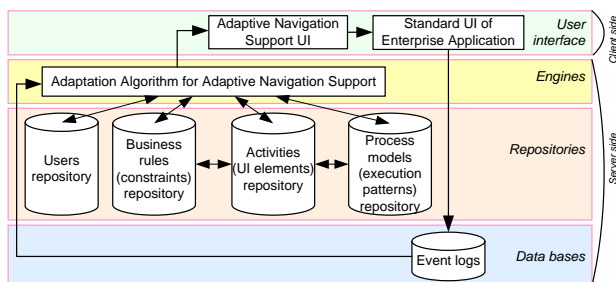 Adaptive Navigation
Support UI
Standard UI of
Enterprise Application
User
interface
Client side
Adaptation Algorithm for Adaptive Navigation Support
Engines
Users
repository
Business
rules
(constraints)
repository
Activities
(UI elements)
repository
Process
models
(execution
patterns)
repository
Repositories
Server side
Event logs
Data bases